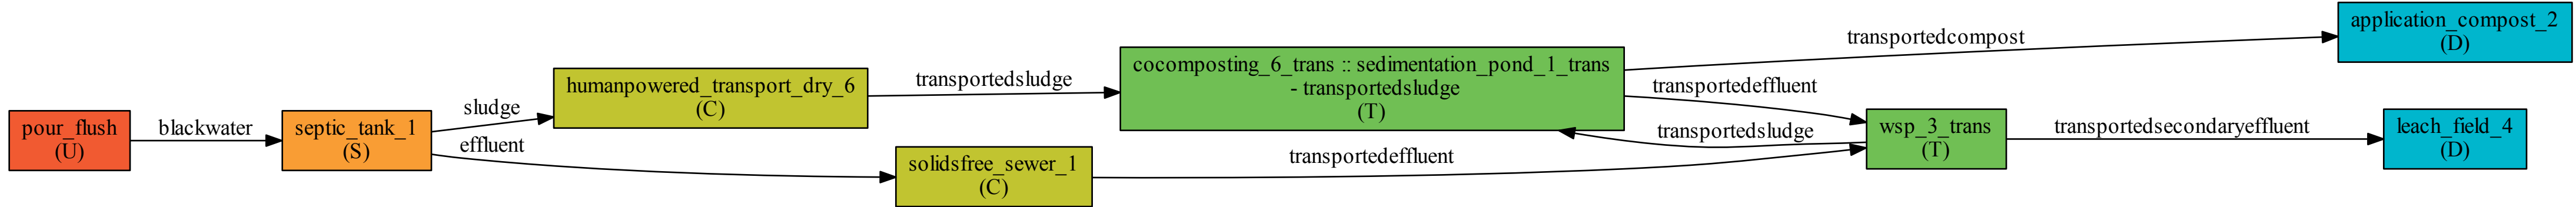 pour_flush
(U)
blackwater
septic_tank_1
(S)
sludge
effluent
humanpowered_transport_dry_6
(C)
solidsfree_sewer_1
(C)
transportedsludge
transportedeffluent
cocomposting_6_trans :: sedimentation_pond_1_trans
- transportedsludge
(T)
transportedcompost
transportedeffluent
transportedsludge
wsp_3_trans
(T)
transportedsecondaryeffluent
application_compost_2
(D)
leach_field_4
(D)